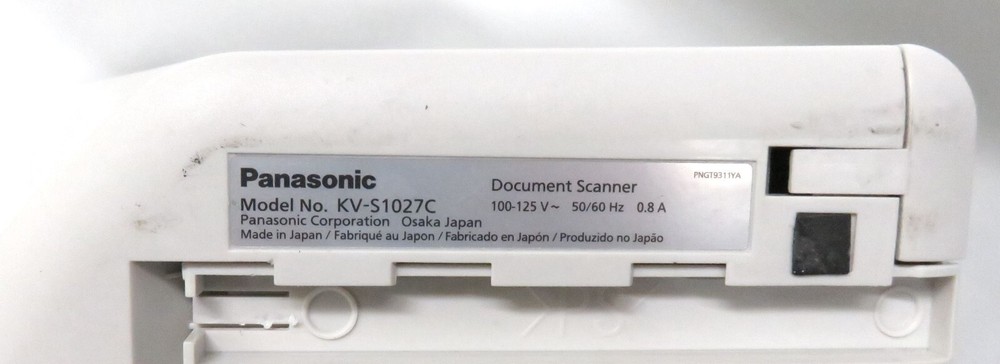 Panasonic
Model No. KV-S1027C
Panasonic Corporation Osaka Japan
Made in Japan / Fabriqué au Japon / Fabricado en Japón / Produzido no Japão
Document Scanner
100-125 V~ 50/60 Hz 0.8 A
PNGT9311YA